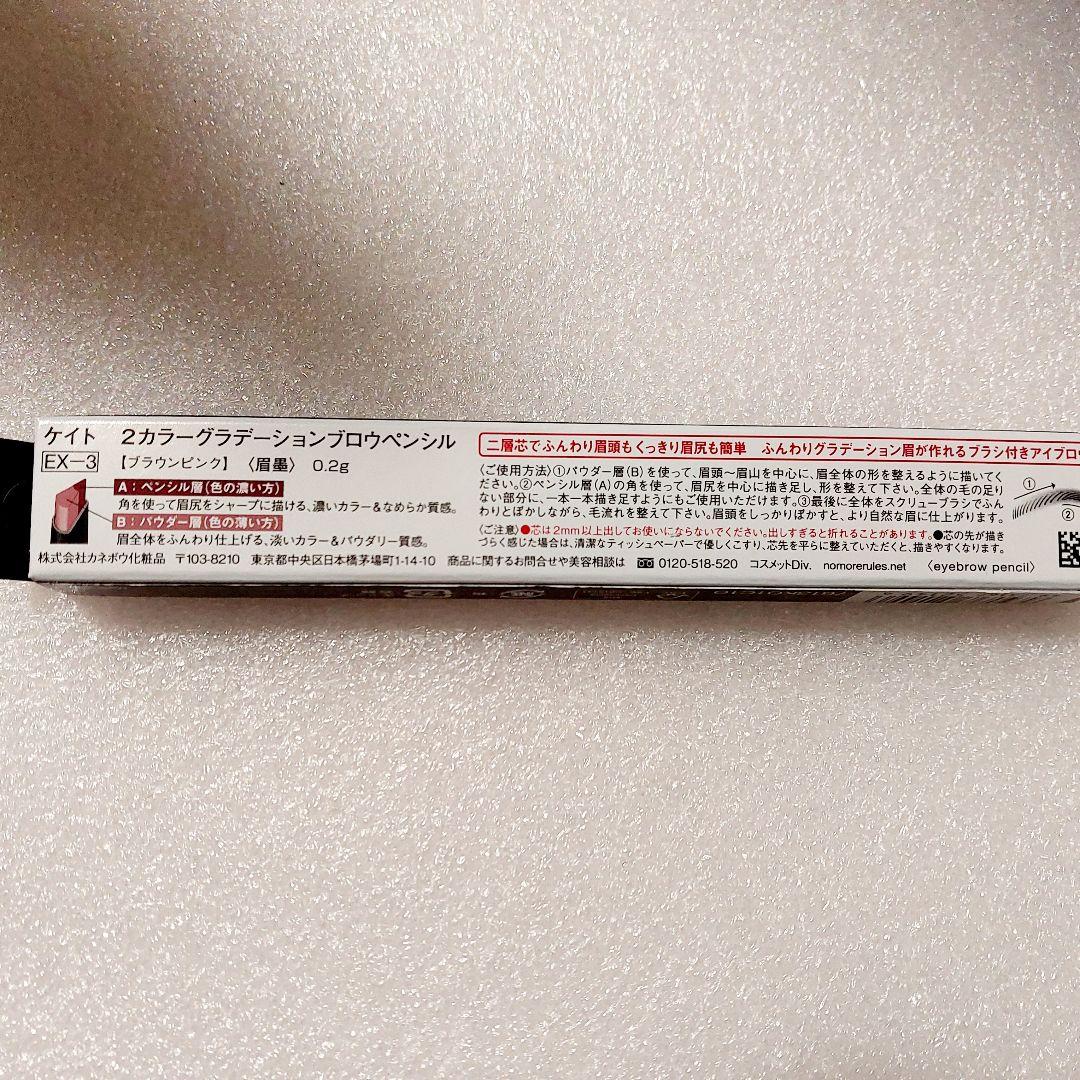 ケイト 2カラーグラデーションブロウペンシル
EX-3 【ブラウンピンク】 〈眉墨〉 0.2g
A：ペンシル層(色の濃い方)
角を使って眉尻をシャープに描ける、濃いカラー&なめらか質感。
B：パウダー層(色の薄い方)
眉全体をふんわり仕上げる、淡いカラー&パウダリー質感。
株式会社カネボウ化粧品 〒103-8210 東京都中央区日本橋茅場町1-14-10 商品に関するお問合せや美容相談は 0120-518-520 コスメットDiv. nomorerules.net 〈eyebrow pencil〉
二層芯でふんわり眉頭もくっきり眉尻も簡単 ふんわりグラデーション眉が作れるブラシ付きアイブロウ
〈ご使用方法〉①パウダー層(B)を使って、眉頭〜眉山を中心に、眉全体の形を整えるように描いてく
ださい。②ペンシル層(A)の角を使って、眉尻を中心に描き足し、形を整えて下さい。全体の毛の足り
ない部分に、一本一本描き足すようにもご使用いただけます。③最後に全体をスクリューブラシでふん
わりとぼかしながら、毛流れを整えて下さい。眉頭をしっかりぼかすと、より自然な眉に仕上がります。
〈ご注意〉●芯は2mm以上出してお使いにならないでください。出しすぎると折れることがあります。●芯の先が描き
づらく感じた場合は、清潔なティッシュペーパーで優しくこすり、芯先を平らに整えていただくと、描きやすくなります。
①
②